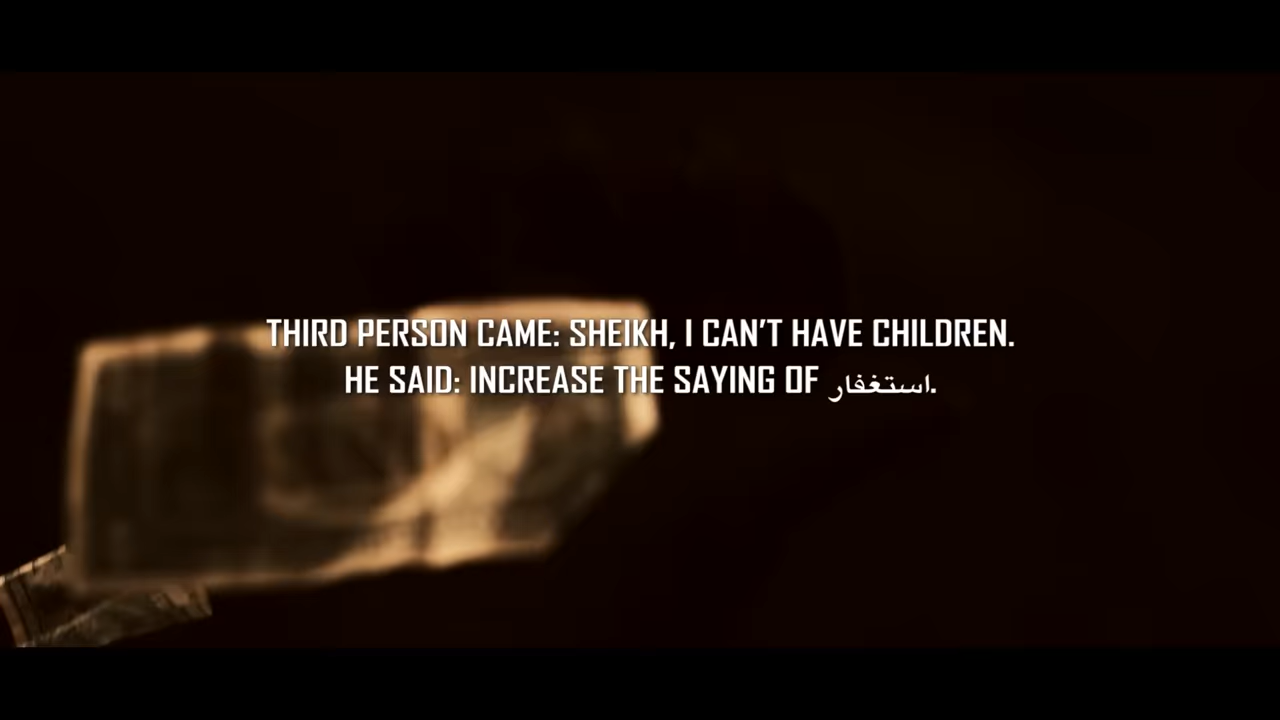 THIRD PERSON CAME: SHEIKH, I CAN'T HAVE CHILDREN.
HE SAID: INCREASE THE SAYING OF استغفار.